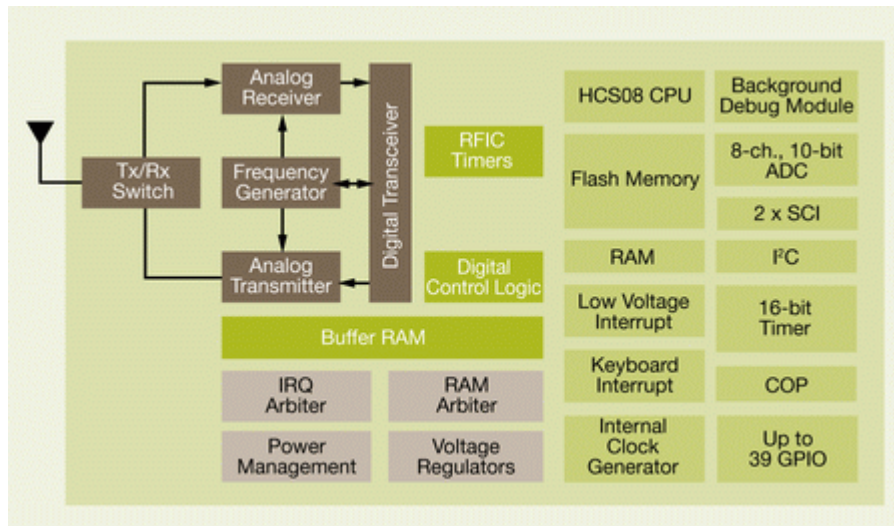 Analog
Receiver
Tx/Rx
Switch
Frequency
Generator
Analog
Transmitter
Digital Transceiver
RFIC
Timers
Digital
Control Logic
Buffer RAM
IRQ
Arbiter
RAM
Arbiter
Power
Management
Voltage
Regulators
HCS08 CPU
Flash Memory
RAM
Low Voltage
Interrupt
Keyboard
Interrupt
Internal
Clock
Generator
Background
Debug Module
8-ch., 10-bit
ADC
2 x SCI
I²C
16-bit
Timer
COP
Up to
39 GPIO